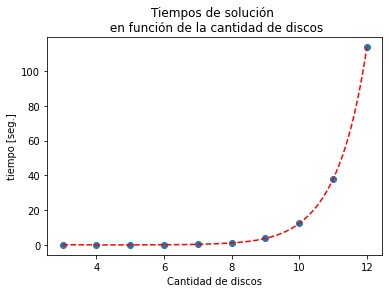 Tiempos de solución
en función de la cantidad de discos
tiempo [seg.]
100
80
60
40
20
0
4
6
8
10
12
Cantidad de discos